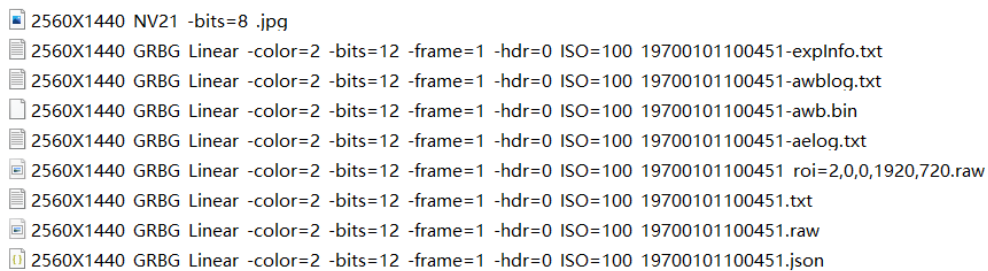 2560X1440 NV21 -bits=8 .jpg
2560X1440 GRBG Linear -color=2 -bits=12 -frame=1 -hdr=0 ISO=100 19700101100451-expInfo.txt
2560X1440 GRBG Linear -color=2 -bits=12 -frame=1 -hdr=0 ISO=100 19700101100451-awblog.txt
2560X1440 GRBG Linear -color=2 -bits=12 -frame=1 -hdr=0 ISO=100 19700101100451-awb.bin
2560X1440 GRBG Linear -color=2 -bits=12 -frame=1 -hdr=0 ISO=100 19700101100451-aelog.txt
2560X1440 GRBG Linear -color=2 -bits=12 -frame=1 -hdr=0 ISO=100 19700101100451 roi=2,0,0,1920,720.raw
2560X1440 GRBG Linear -color=2 -bits=12 -frame=1 -hdr=0 ISO=100 19700101100451.txt
2560X1440 GRBG Linear -color=2 -bits=12 -frame=1 -hdr=0 ISO=100 19700101100451.raw
2560X1440 GRBG Linear -color=2 -bits=12 -frame=1 -hdr=0 ISO=100 19700101100451.json